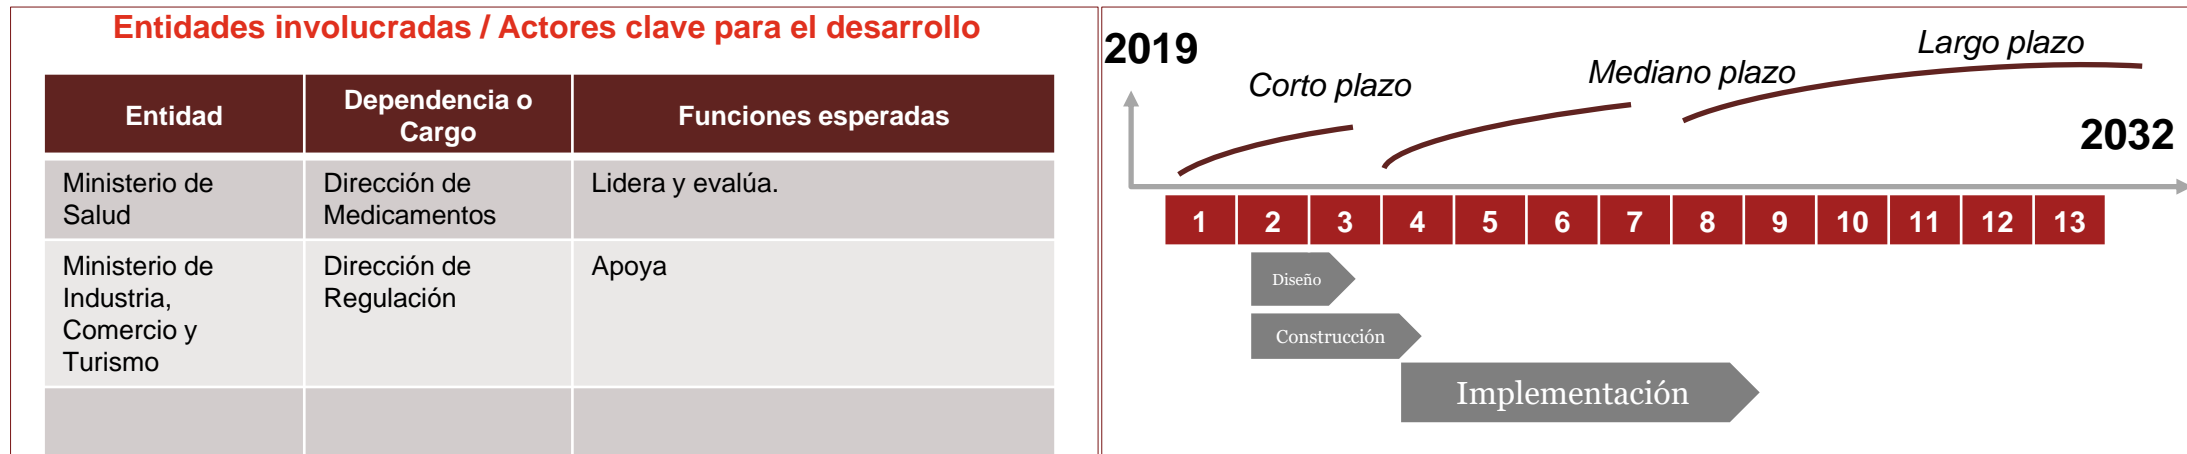 Entidades involucradas / Actores clave para el desarrollo
Entidad
Dependencia o
Cargo
Funciones esperadas
Ministerio de
Salud
Dirección de
Medicamentos
Lidera y evalúa.
Ministerio de
Industria,
Comercio y
Turismo
Dirección de
Regulación
Apoya
2019
Corto plazo
Mediano plazo
Largo plazo
2032
1 2 3 4 5 6 7 8 9 10 11 12 13
Diseño
Construcción
Implementación